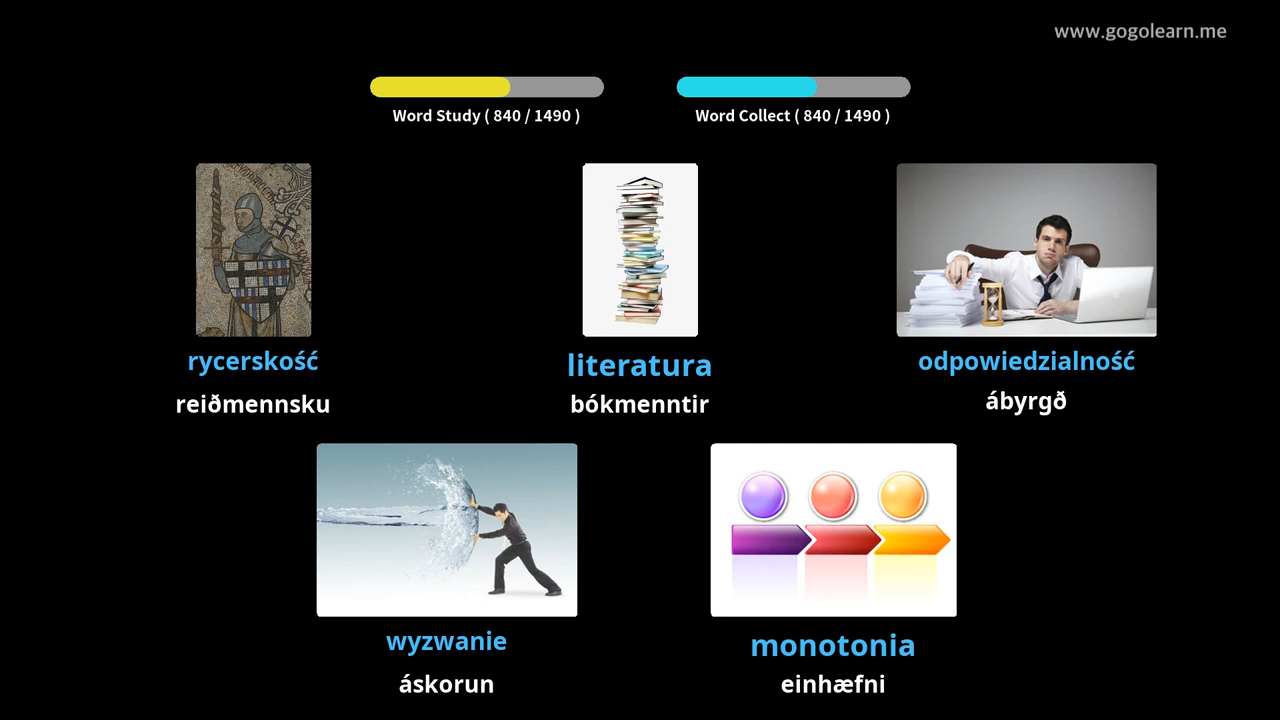 www.gogolearn.me
Word Study ( 840 / 1490 )
Word Collect ( 840 / 1490 )
rycerskość
literatura
odpowiedzialność
reiðmennsku
bókmenntir
ábyrgð
wyzwanie
monotonia
áskorun
einhæfni